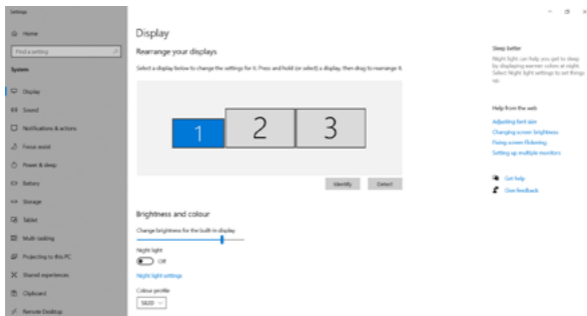 Settings
Home
Find a setting
System
Display
Sound
Notifications & actions
Focus assist
Power & sleep
Battery
Storage
Tablet
Multi-tasking
Projecting to this PC
Shared experiences
Clipboard
Remote Desktop
Display
Rearrange your displays
Select a display below to change the settings for it. Press and hold (or select) a display, then drag to rearrange it.
1 2 3
Identify Detect
Brightness and colour
Change brightness for the built-in display
Night light
Off
Night light settings
Colour profile
Sleep better
Night light can help you get to sleep
by displaying warmer colours at night.
Select Night light settings to set things
up.
Help from the web
Adjusting font size
Changing screen brightness
Fixing screen flickering
Setting up multiple monitors
Get help
Give feedback